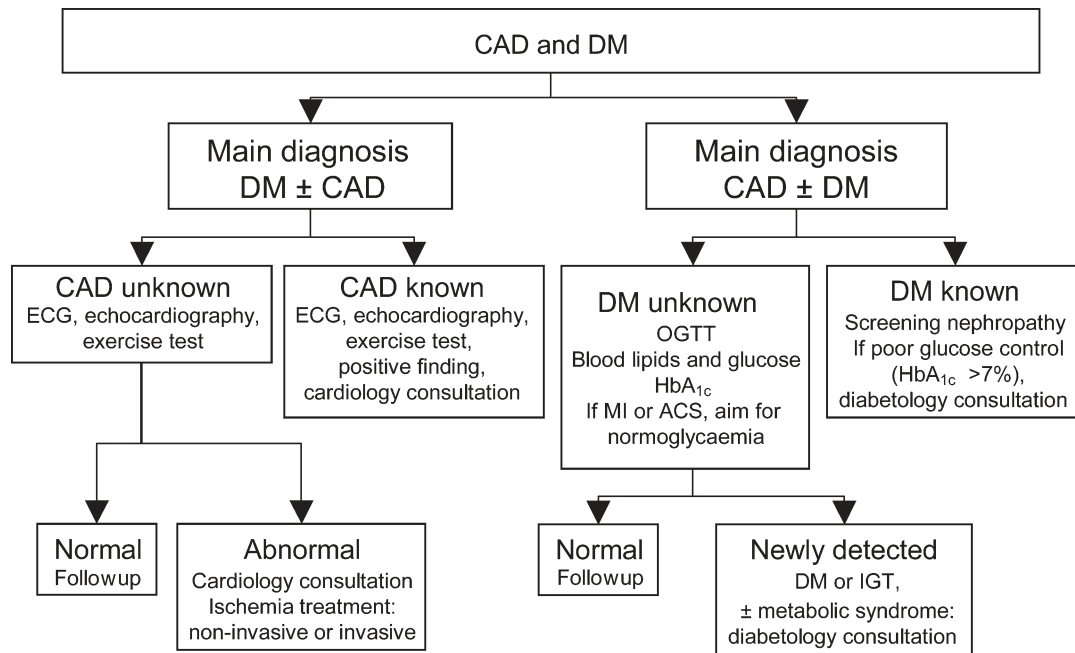 CAD and DM
Main diagnosis
DM ± CAD
Main diagnosis
CAD ± DM
CAD unknown
ECG, echocardiography,
exercise test
CAD known
ECG, echocardiography,
exercise test,
positive finding,
cardiology consultation
DM unknown
OGTT
Blood lipids and glucose
HbA1c
If MI or ACS, aim for
normoglycaemia
DM known
Screening nephropathy
If poor glucose control
(HbA1c >7%),
diabetology consultation
Normal
Followup
Abnormal
Cardiology consultation
Ischemia treatment:
non-invasive or invasive
Normal
Followup
Newly detected
DM or IGT,
± metabolic syndrome:
diabetology consultation